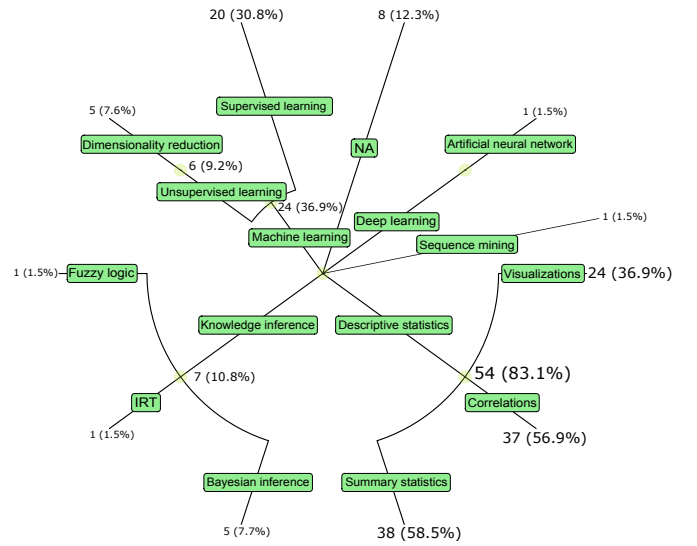 20 (30.8%)
8 (12.3%)
Supervised learning
5 (7.6%)
1 (1.5%)
Dimensionality reduction
NA
Artificial neural network
6 (9.2%)
Unsupervised learning
24 (36.9%)
Deep learning
1 (1.5%)
Machine learning
Sequence mining
1 (1.5%)
Fuzzy logic
Visualizations
24 (36.9%)
Knowledge inference
Descriptive statistics
7 (10.8%)
54 (83.1%)
IRT
Correlations
1 (1.5%)
37 (56.9%)
Bayesian inference
Summary statistics
5 (7.7%)
38 (58.5%)